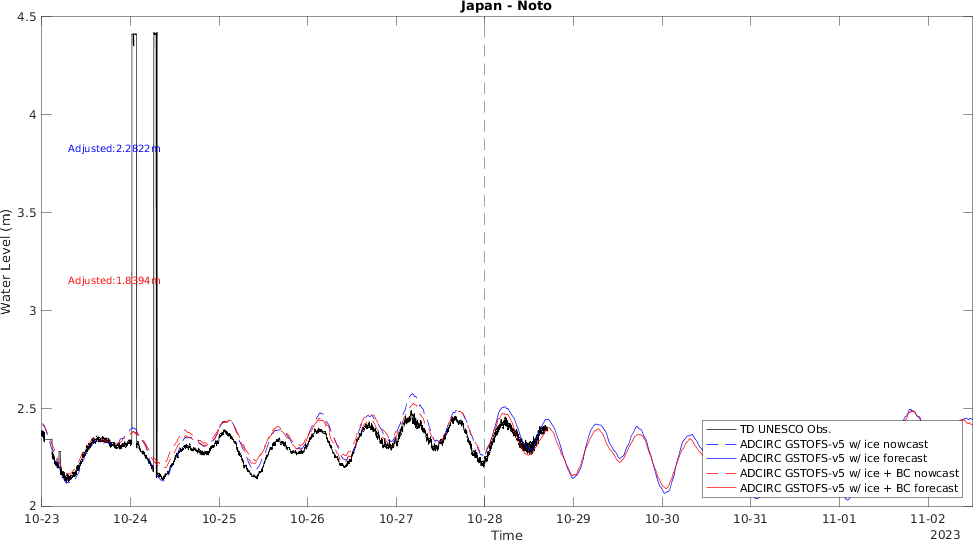 Japan - Noto
4.5
4
3.5
3
2.5
2
Water Level (m)
Adjusted:2.2822m
Adjusted:1.8394m
TD UNESCO Obs.
ADCIRC GSTOFS-v5 w/ ice nowcast
ADCIRC GSTOFS-v5 w/ ice forecast
ADCIRC GSTOFS-v5 w/ ice + BC nowcast
ADCIRC GSTOFS-v5 w/ ice + BC forecast
10-23 10-24 10-25 10-26 10-27 10-28 10-29 10-30 10-31 11-01 11-02
Time
2023